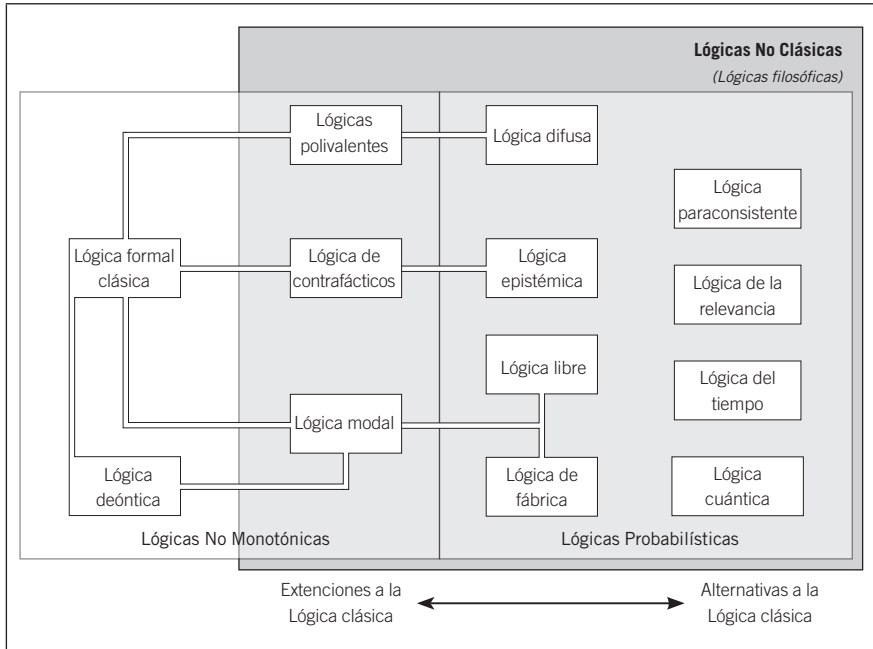 Lógicas No Clásicas
(Lógicas filosóficas)
Lógicas
polivalentes
Lógica difusa
Lógica
paraconsistente
Lógica formal
clásica
Lógica de
contrafácticos
Lógica
epistémica
Lógica de la
relevancia
Lógica libre
Lógica del
tiempo
Lógica modal
Lógica
deóntica
Lógica de
fábrica
Lógica
cuántica
Lógicas No Monotónicas
Lógicas Probabilísticas
Extenciones a la
Lógica clásica
Alternativas a la
Lógica clásica